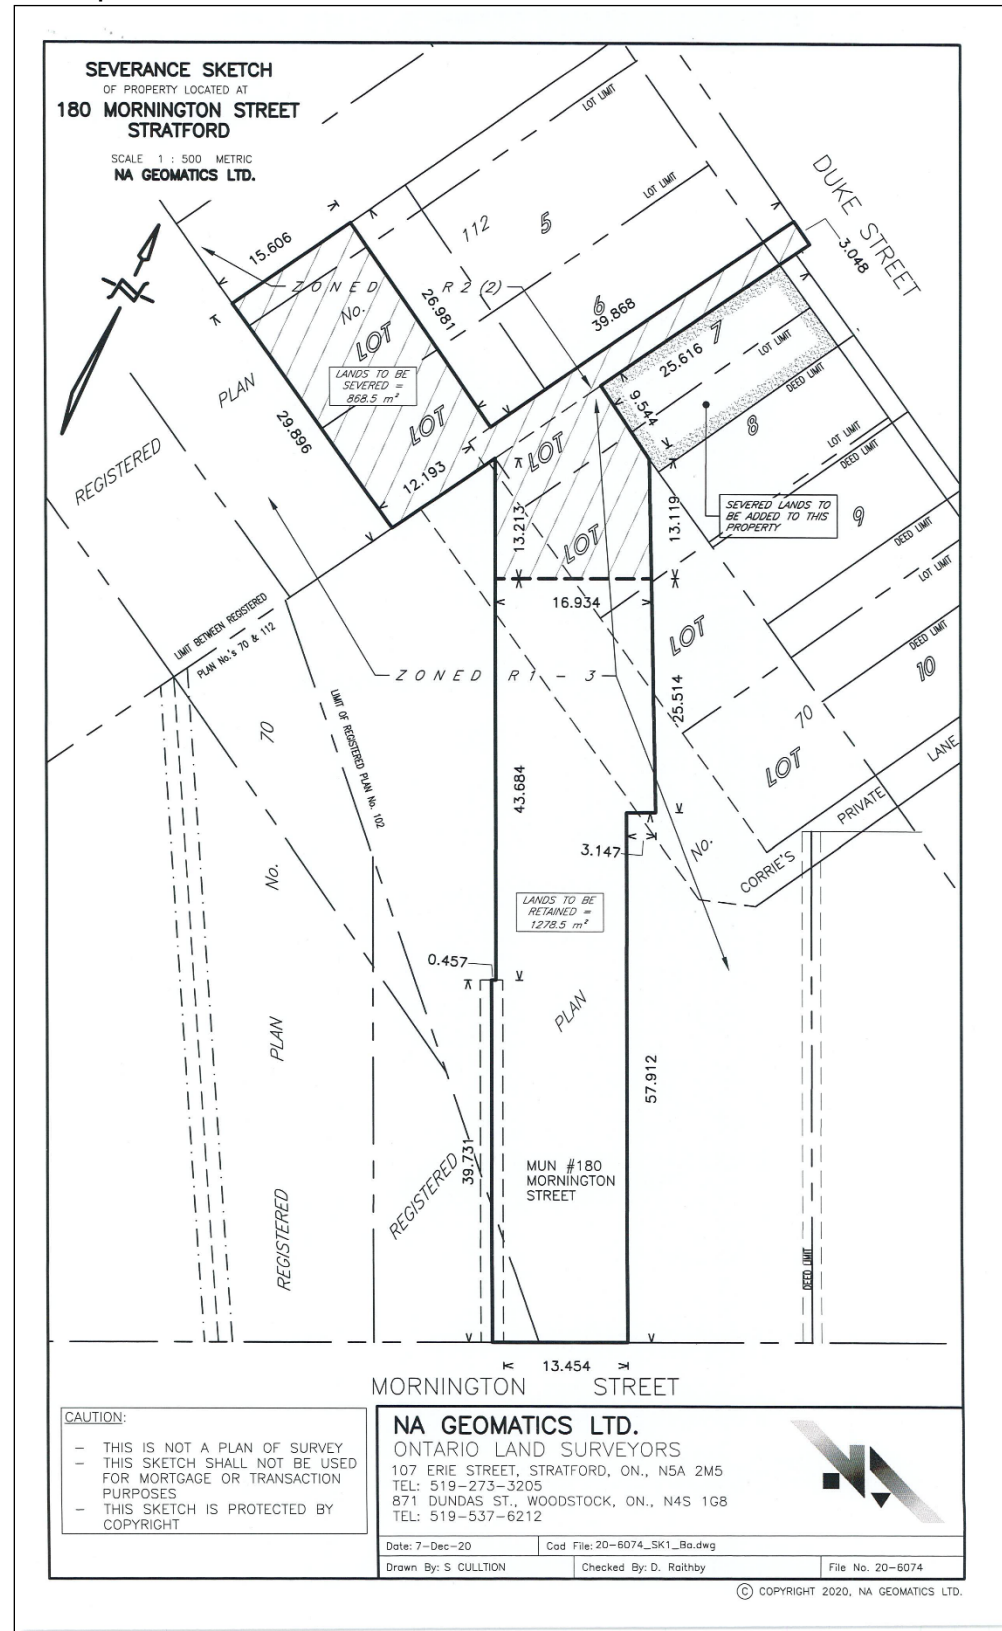 SEVERANCE SKETCH
OF PROPERTY LOCATED AT
180 MORNINGTON STREET
STRATFORD
SCALE 1 : 500 METRIC
NA GEOMATICS LTD.
LOT LIMIT
LOT LIMIT
DUKE STREET
3.048
112
5
15.606
ZONED R2(2)
No.
26.981
6
39.868
LOT
7
25.616
LOT LIMIT
LANDS TO BE
SEVERED =
868.5 m²
PLAN
29.896
LOT
9.544
DEED LIMIT
8
LOT LIMIT
DEED LIMIT
REGISTERED
12.193
LOT
13.213
LOT
13.119
SEVERED LANDS TO
BE ADDED TO THIS
PROPERTY
9
DEED LIMIT
LOT LIMIT
16.934
LIMIT BETWEEN REGISTERED
PLAN No.'s 70 & 112
LOT
DEED LIMIT
10
ZONED R1 - 3
25.514
70
LIMIT OF REGISTERED PLAN No. 102
70
LOT
43.684
PRIVATE
LANE
CORRIE'S
3.147
No.
No.
LANDS TO BE
RETAINED =
1278.5 m²
0.457
PLAN
PLAN
57.912
39.731
MUN #180
MORNINGTON
STREET
REGISTERED
REGISTERED
DEED LIMIT
13.454
MORNINGTON STREET
CAUTION:
- THIS IS NOT A PLAN OF SURVEY
- THIS SKETCH SHALL NOT BE USED
FOR MORTGAGE OR TRANSACTION
PURPOSES
- THIS SKETCH IS PROTECTED BY
COPYRIGHT
NA GEOMATICS LTD.
ONTARIO LAND SURVEYORS
107 ERIE STREET, STRATFORD, ON., N5A 2M5
TEL: 519-273-3205
871 DUNDAS ST., WOODSTOCK, ON., N4S 1G8
TEL: 519-537-6212
Date: 7-Dec-20
Cad File: 20-6074_SK1_Ba.dwg
Drawn By: S CULLTION
Checked By: D. Raithby
File No. 20-6074
© COPYRIGHT 2020, NA GEOMATICS LTD.